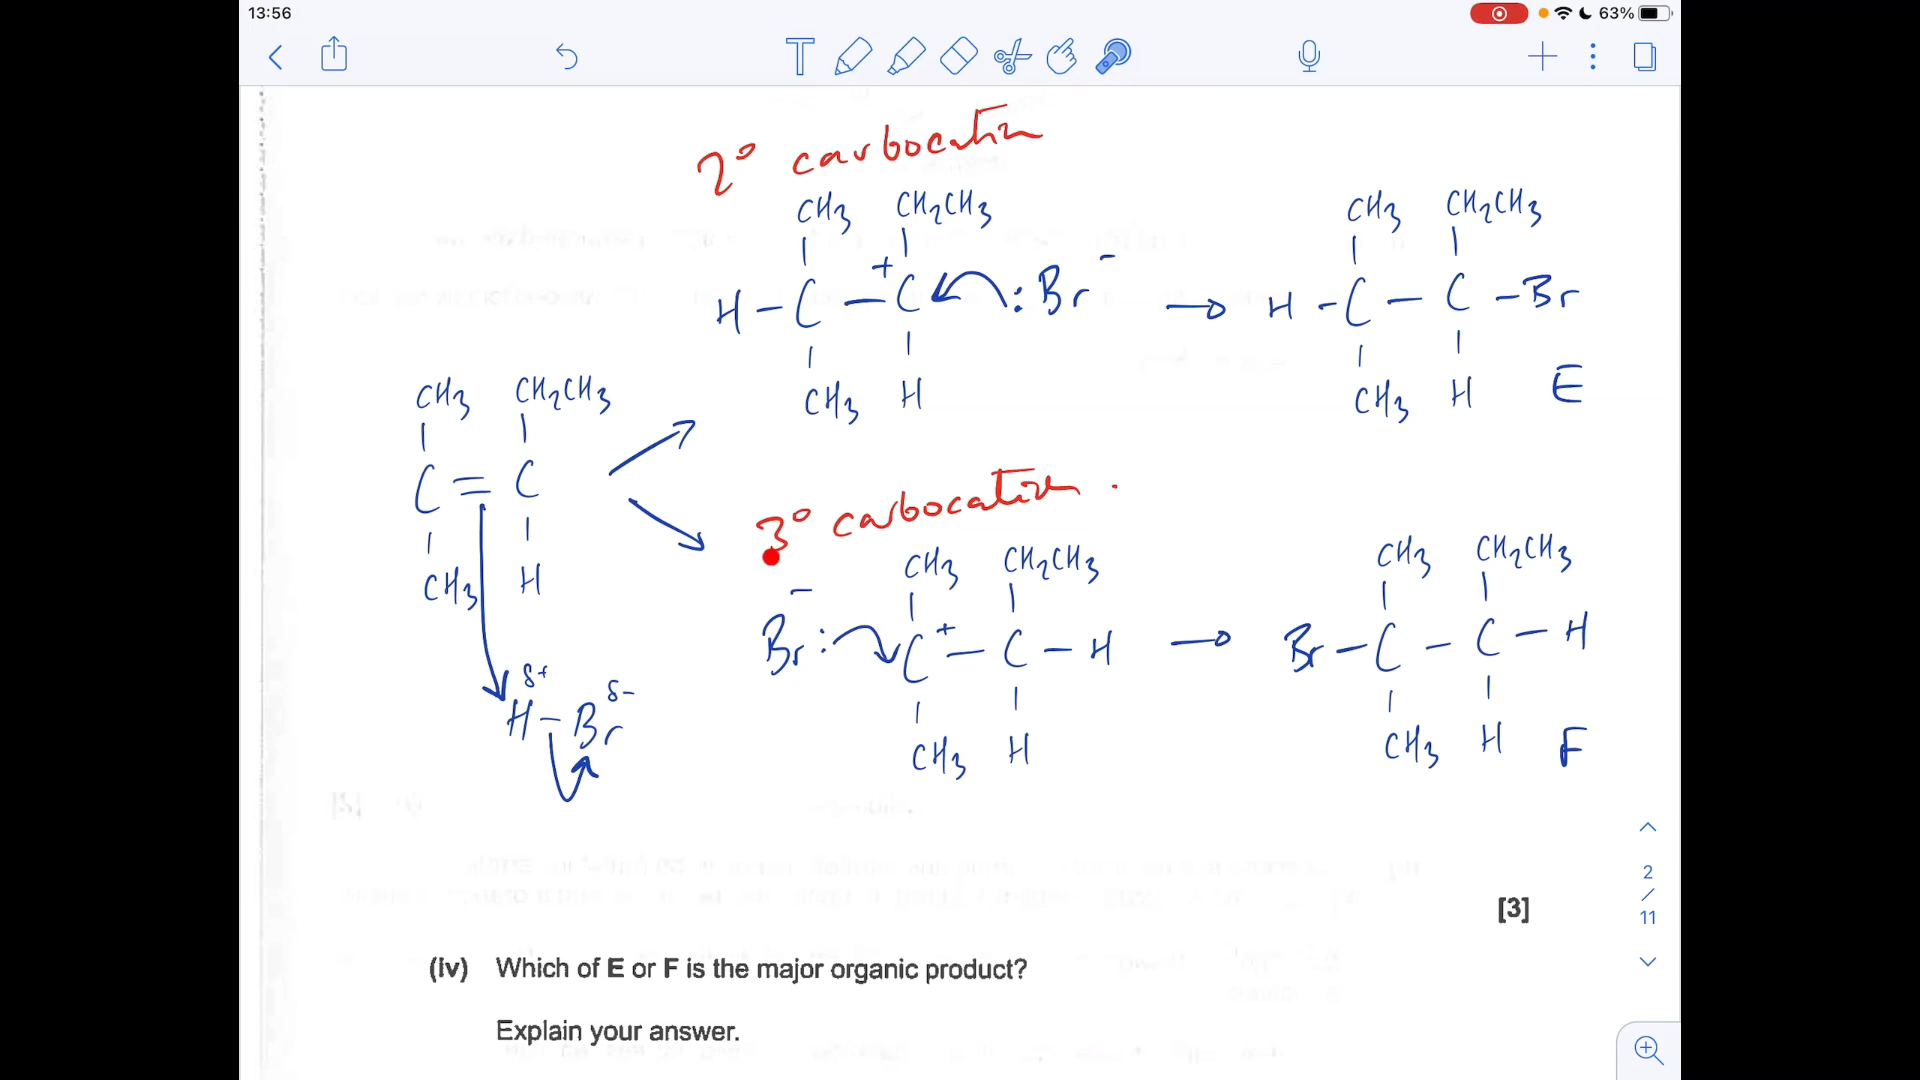 13:56
63%
T
2° carbocation
CH3 CH2CH3
H - C - C+ :Br-
CH3 H
CH3 CH2CH3
H - C - C - Br
CH3 H
E
CH3 CH2CH3
C = C
CH3 H
δ+ δ-
H - Br
3° carbocation.
CH3 CH2CH3
Br:- C+ - C - H
CH3 H
CH3 CH2CH3
Br - C - C - H
CH3 H
F
[3]
2
/
11
(iv) Which of E or F is the major organic product?
Explain your answer.